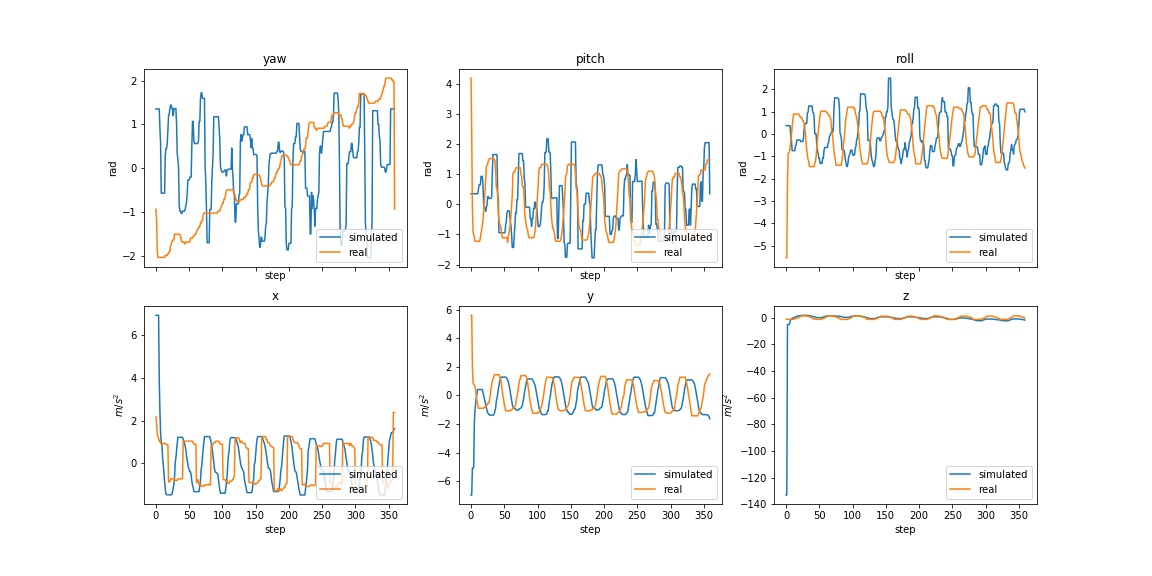 yaw
pitch
roll
2
1
0
−1
−2
rad
step
simulated
real
4
3
2
1
0
−1
−2
rad
step
simulated
real
2
1
0
−1
−2
−3
−4
−5
rad
step
simulated
real
x
y
z
6
4
2
0
m/s²
0 50 100 150 200 250 300 350
step
simulated
real
6
4
2
0
−2
−4
−6
m/s²
0 50 100 150 200 250 300 350
step
simulated
real
0
−20
−40
−60
−80
−100
−120
−140
m/s²
0 50 100 150 200 250 300 350
step
simulated
real